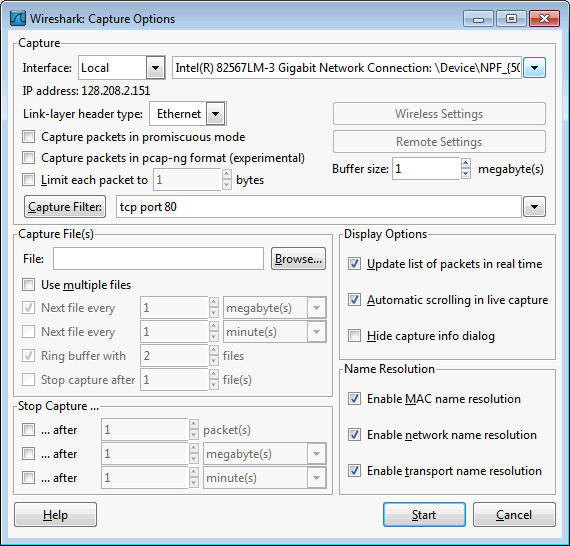 Wireshark: Capture Options
Capture
Interface: Local Intel(R) 82567LM-3 Gigabit Network Connection: \Device\NPF_{50
IP address: 128.208.2.151
Link-layer header type: Ethernet Wireless Settings
Capture packets in promiscuous mode Remote Settings
Capture packets in pcap-ng format (experimental)
Buffer size: 1 megabyte(s)
Limit each packet to 1 bytes
Capture Filter: tcp port 80
Capture File(s)
File: Browse...
Use multiple files
Next file every 1 megabyte(s)
Next file every 1 minute(s)
Ring buffer with 2 files
Stop capture after 1 file(s)
Stop Capture ...
... after 1 packet(s)
... after 1 megabyte(s)
... after 1 minute(s)
Display Options
Update list of packets in real time
Automatic scrolling in live capture
Hide capture info dialog
Name Resolution
Enable MAC name resolution
Enable network name resolution
Enable transport name resolution
Help Start Cancel